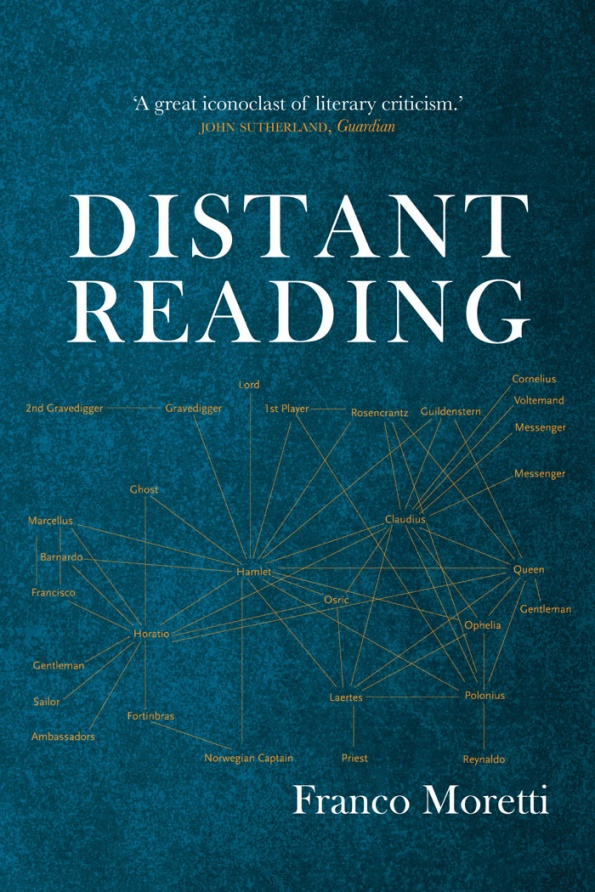 ‘A great iconoclast of literary criticism.’
JOHN SUTHERLAND, Guardian
DISTANT
READING
Cornelius
Lord
Voltemand
2nd Gravedigger
Gravedigger
1st Player
Rosencrantz
Guildenstern
Messenger
Messenger
Ghost
Marcellus
Claudius
Barnardo
Hamlet
Queen
Francisco
Osric
Gentleman
Ophelia
Horatio
Gentleman
Laertes
Polonius
Sailor
Fortinbras
Ambassadors
Norwegian Captain
Priest
Reynaldo
Franco Moretti